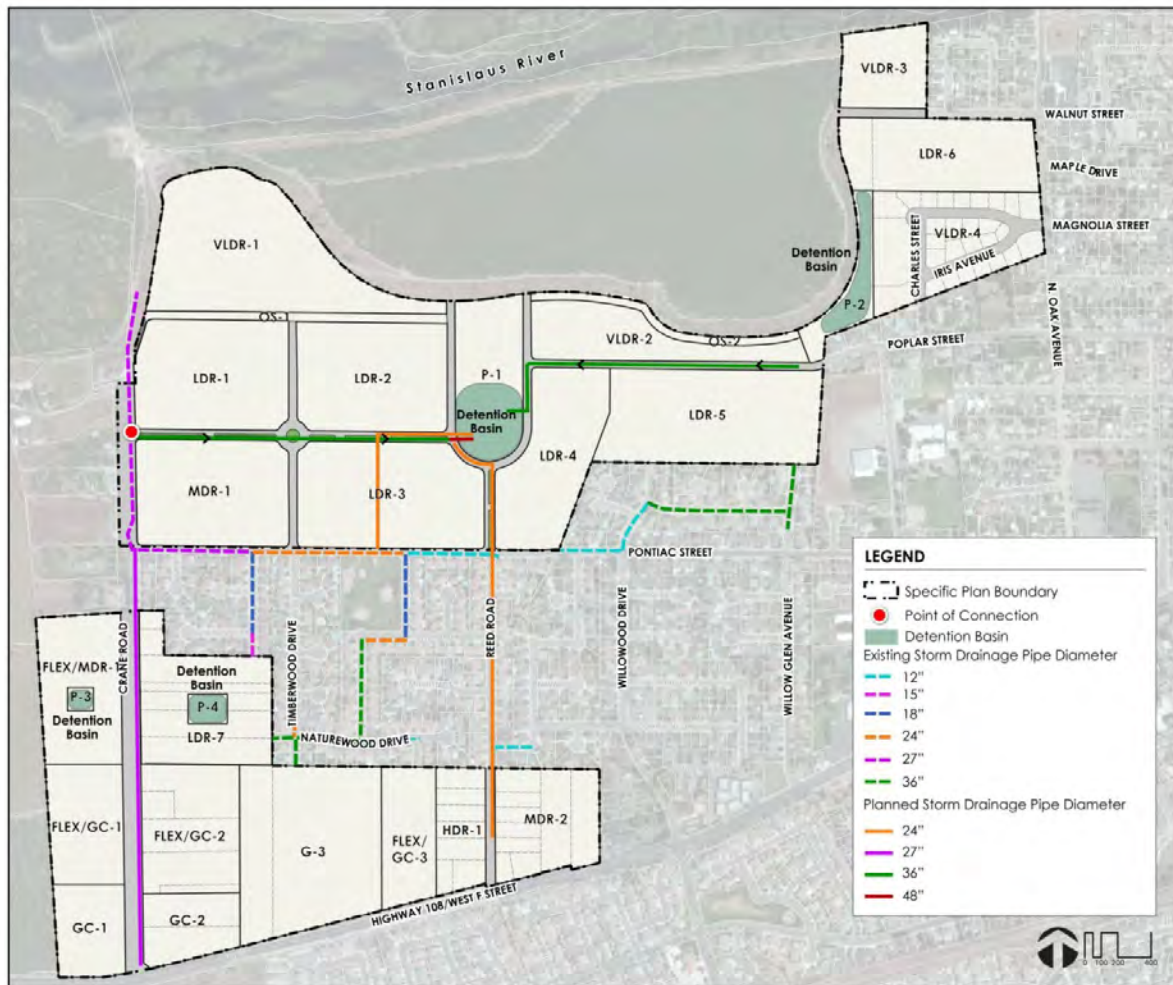 Stanislaus River
VLDR-3
WALNUT STREET
LDR-6
MAPLE DRIVE
MAGNOLIA STREET
VLDR-4
CHARLES STREET
IRIS AVENUE
N. OAK AVENUE
VLDR-1
Detention
Basin
P-2
POPLAR STREET
OS-1
VLDR-2
OS-2
LDR-1
LDR-2
P-1
Detention
Basin
LDR-5
LDR-4
MDR-1
LDR-3
PONTIAC STREET
CRANE ROAD
TIMBERWOOD DRIVE
REED ROAD
WILLOWOOD DRIVE
WILLOW GLEN AVENUE
FLEX/MDR-1
P-3
Detention
Basin
Detention
Basin
P-4
LDR-7
NATUREWOOD DRIVE
FLEX/GC-1
FLEX/GC-2
G-3
FLEX/
GC-3
HDR-1
MDR-2
GC-1
GC-2
HIGHWAY 108/WEST F STREET
LEGEND
Specific Plan Boundary
Point of Connection
Detention Basin
Existing Storm Drainage Pipe Diameter
12"
15"
18"
24"
27"
36"
Planned Storm Drainage Pipe Diameter
24"
27"
36"
48"
0 100 200 400